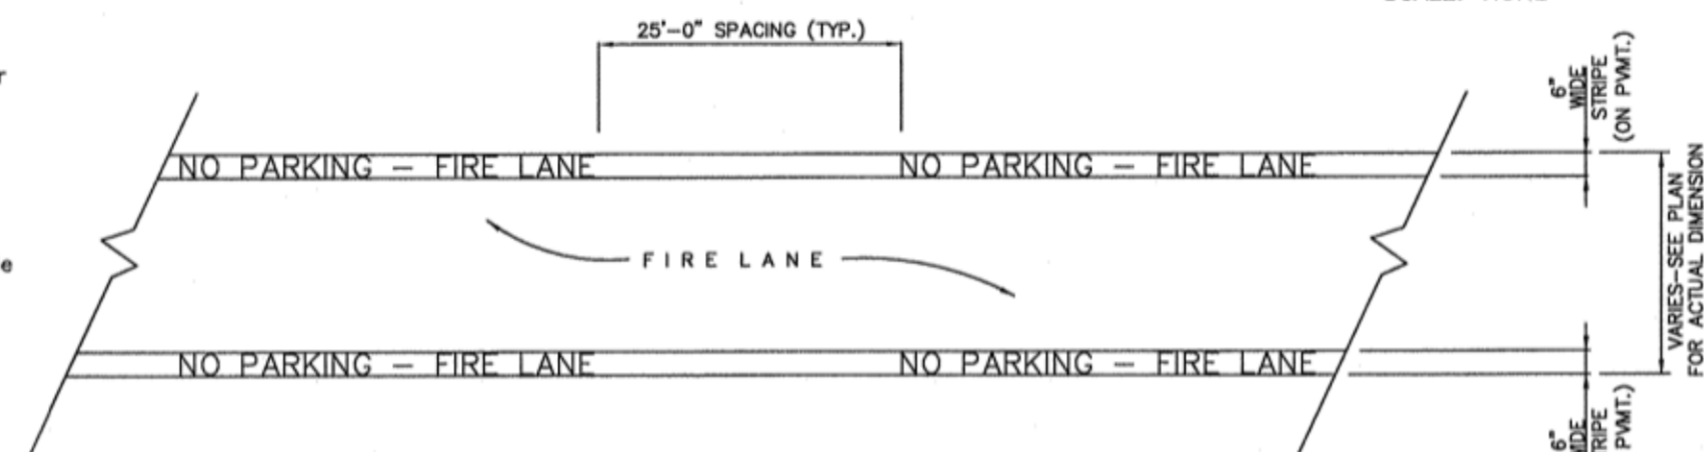 25'-0" SPACING (TYP.)
6"
WIDE
STRIPE
(ON PVMT.)
NO PARKING - FIRE LANE
NO PARKING - FIRE LANE
FIRE LANE
VARIES-SEE PLAN
FOR ACTUAL DIMENSION
NO PARKING - FIRE LANE
NO PARKING - FIRE LANE
6"
PVMT.)